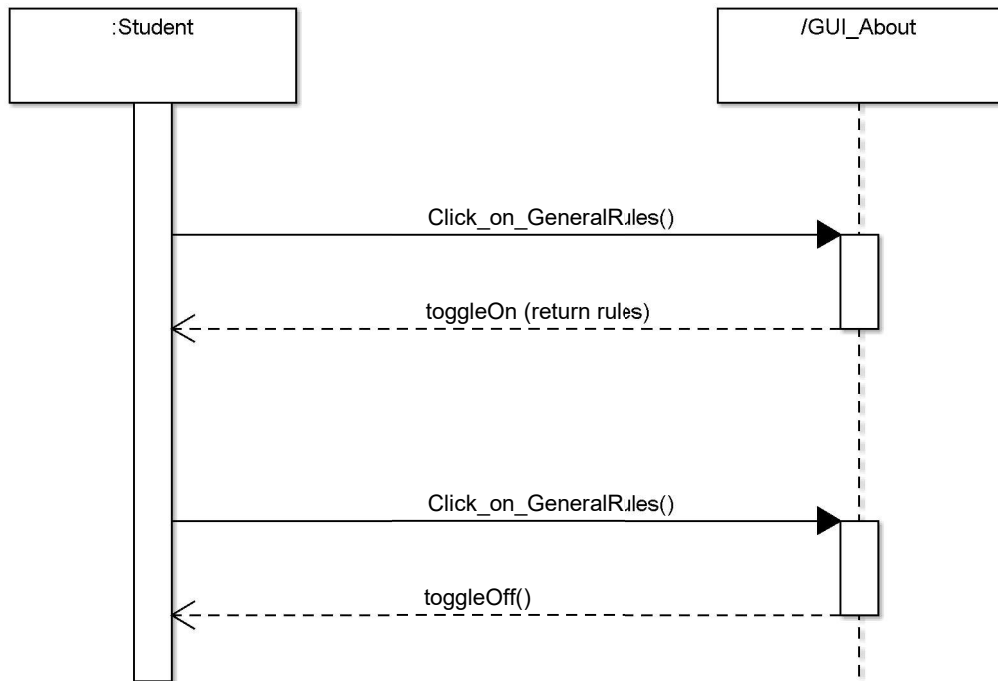 :Student
/GUI_About
Click_on_GeneralRules()
toggleOn (return rules)
Click_on_GeneralRules()
toggleOff()